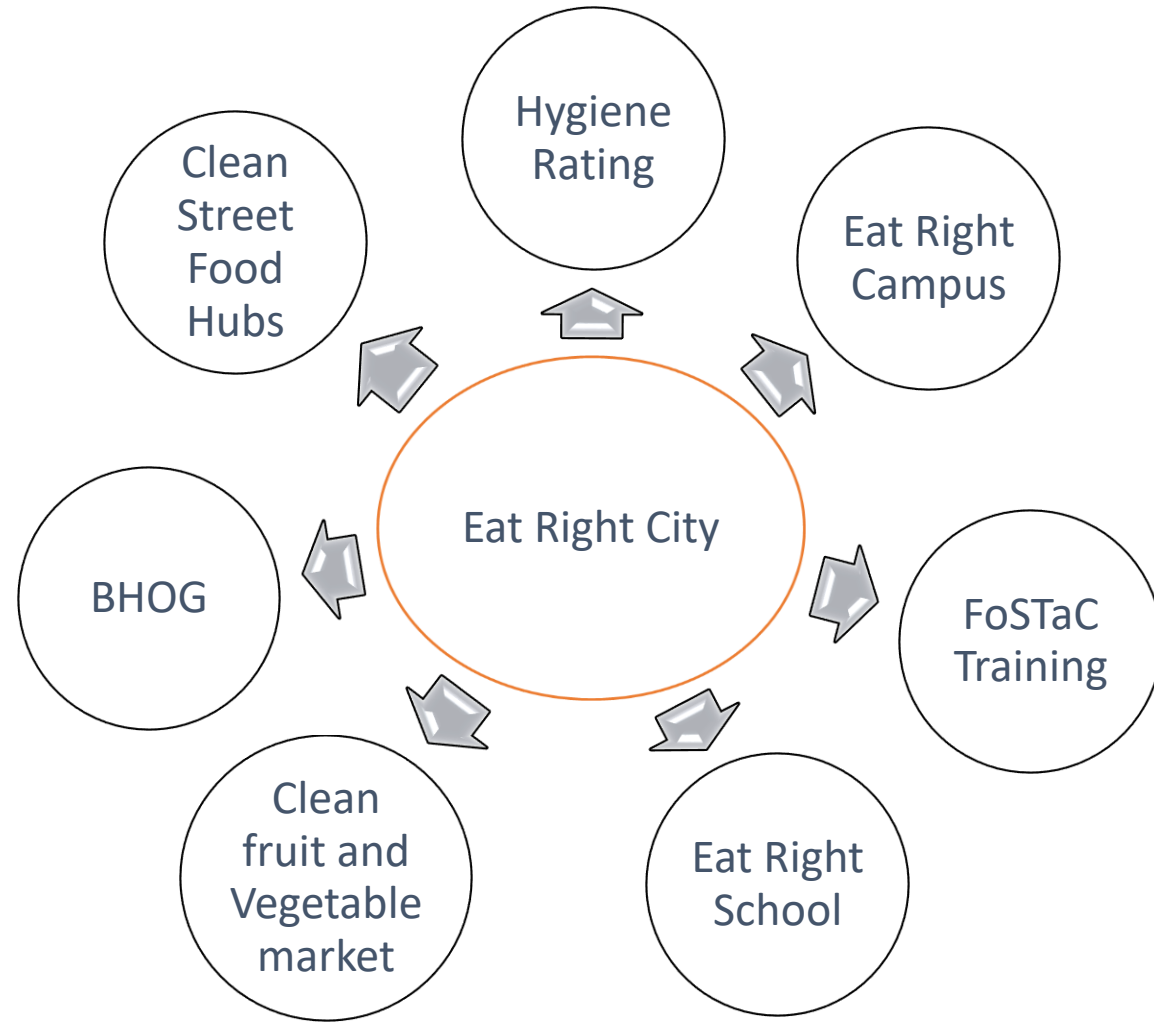 Hygiene
Rating
Clean
Street
Food
Hubs
Eat Right
Campus
Eat Right City
BHOG
FoSTaC
Training
Clean
fruit and
Vegetable
market
Eat Right
School